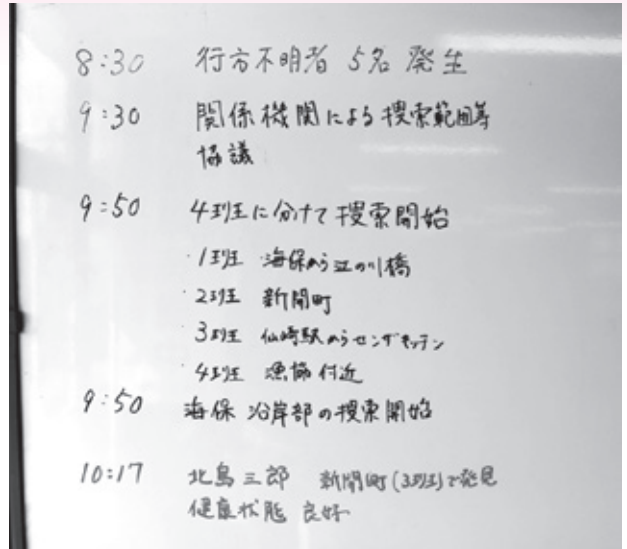 8:30 行方不明者 5名 発生
9:30 関係機関による捜索範囲等
協議
9:50 4班に分けて捜索開始
・1班 海保から江の川橋
・2班 新開町
・3班 仙崎駅からセンザキッチン
・4班 漁協付近
9:50 海保 沿岸部の捜索開始
10:17 北島三郎 新開町(3班)で発見
健康状態 良好